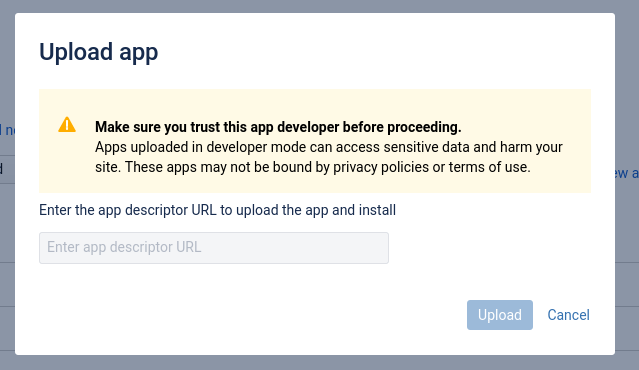 Upload app
Make sure you trust this app developer before proceeding.
Apps uploaded in developer mode can access sensitive data and harm your
site. These apps may not be bound by privacy policies or terms of use.
Enter the app descriptor URL to upload the app and install
Enter app descriptor URL
Upload Cancel